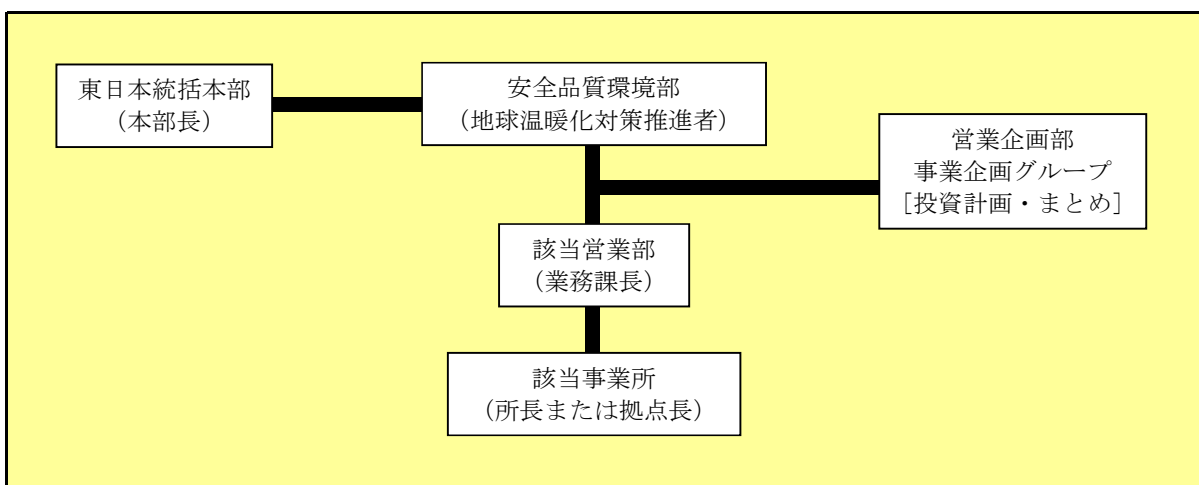 東日本統括本部
（本部長）
安全品質環境部
（地球温暖化対策推進者）
営業企画部
事業企画グループ
［投資計画・まとめ］
該当営業部
（業務課長）
該当事業所
（所長または拠点長）